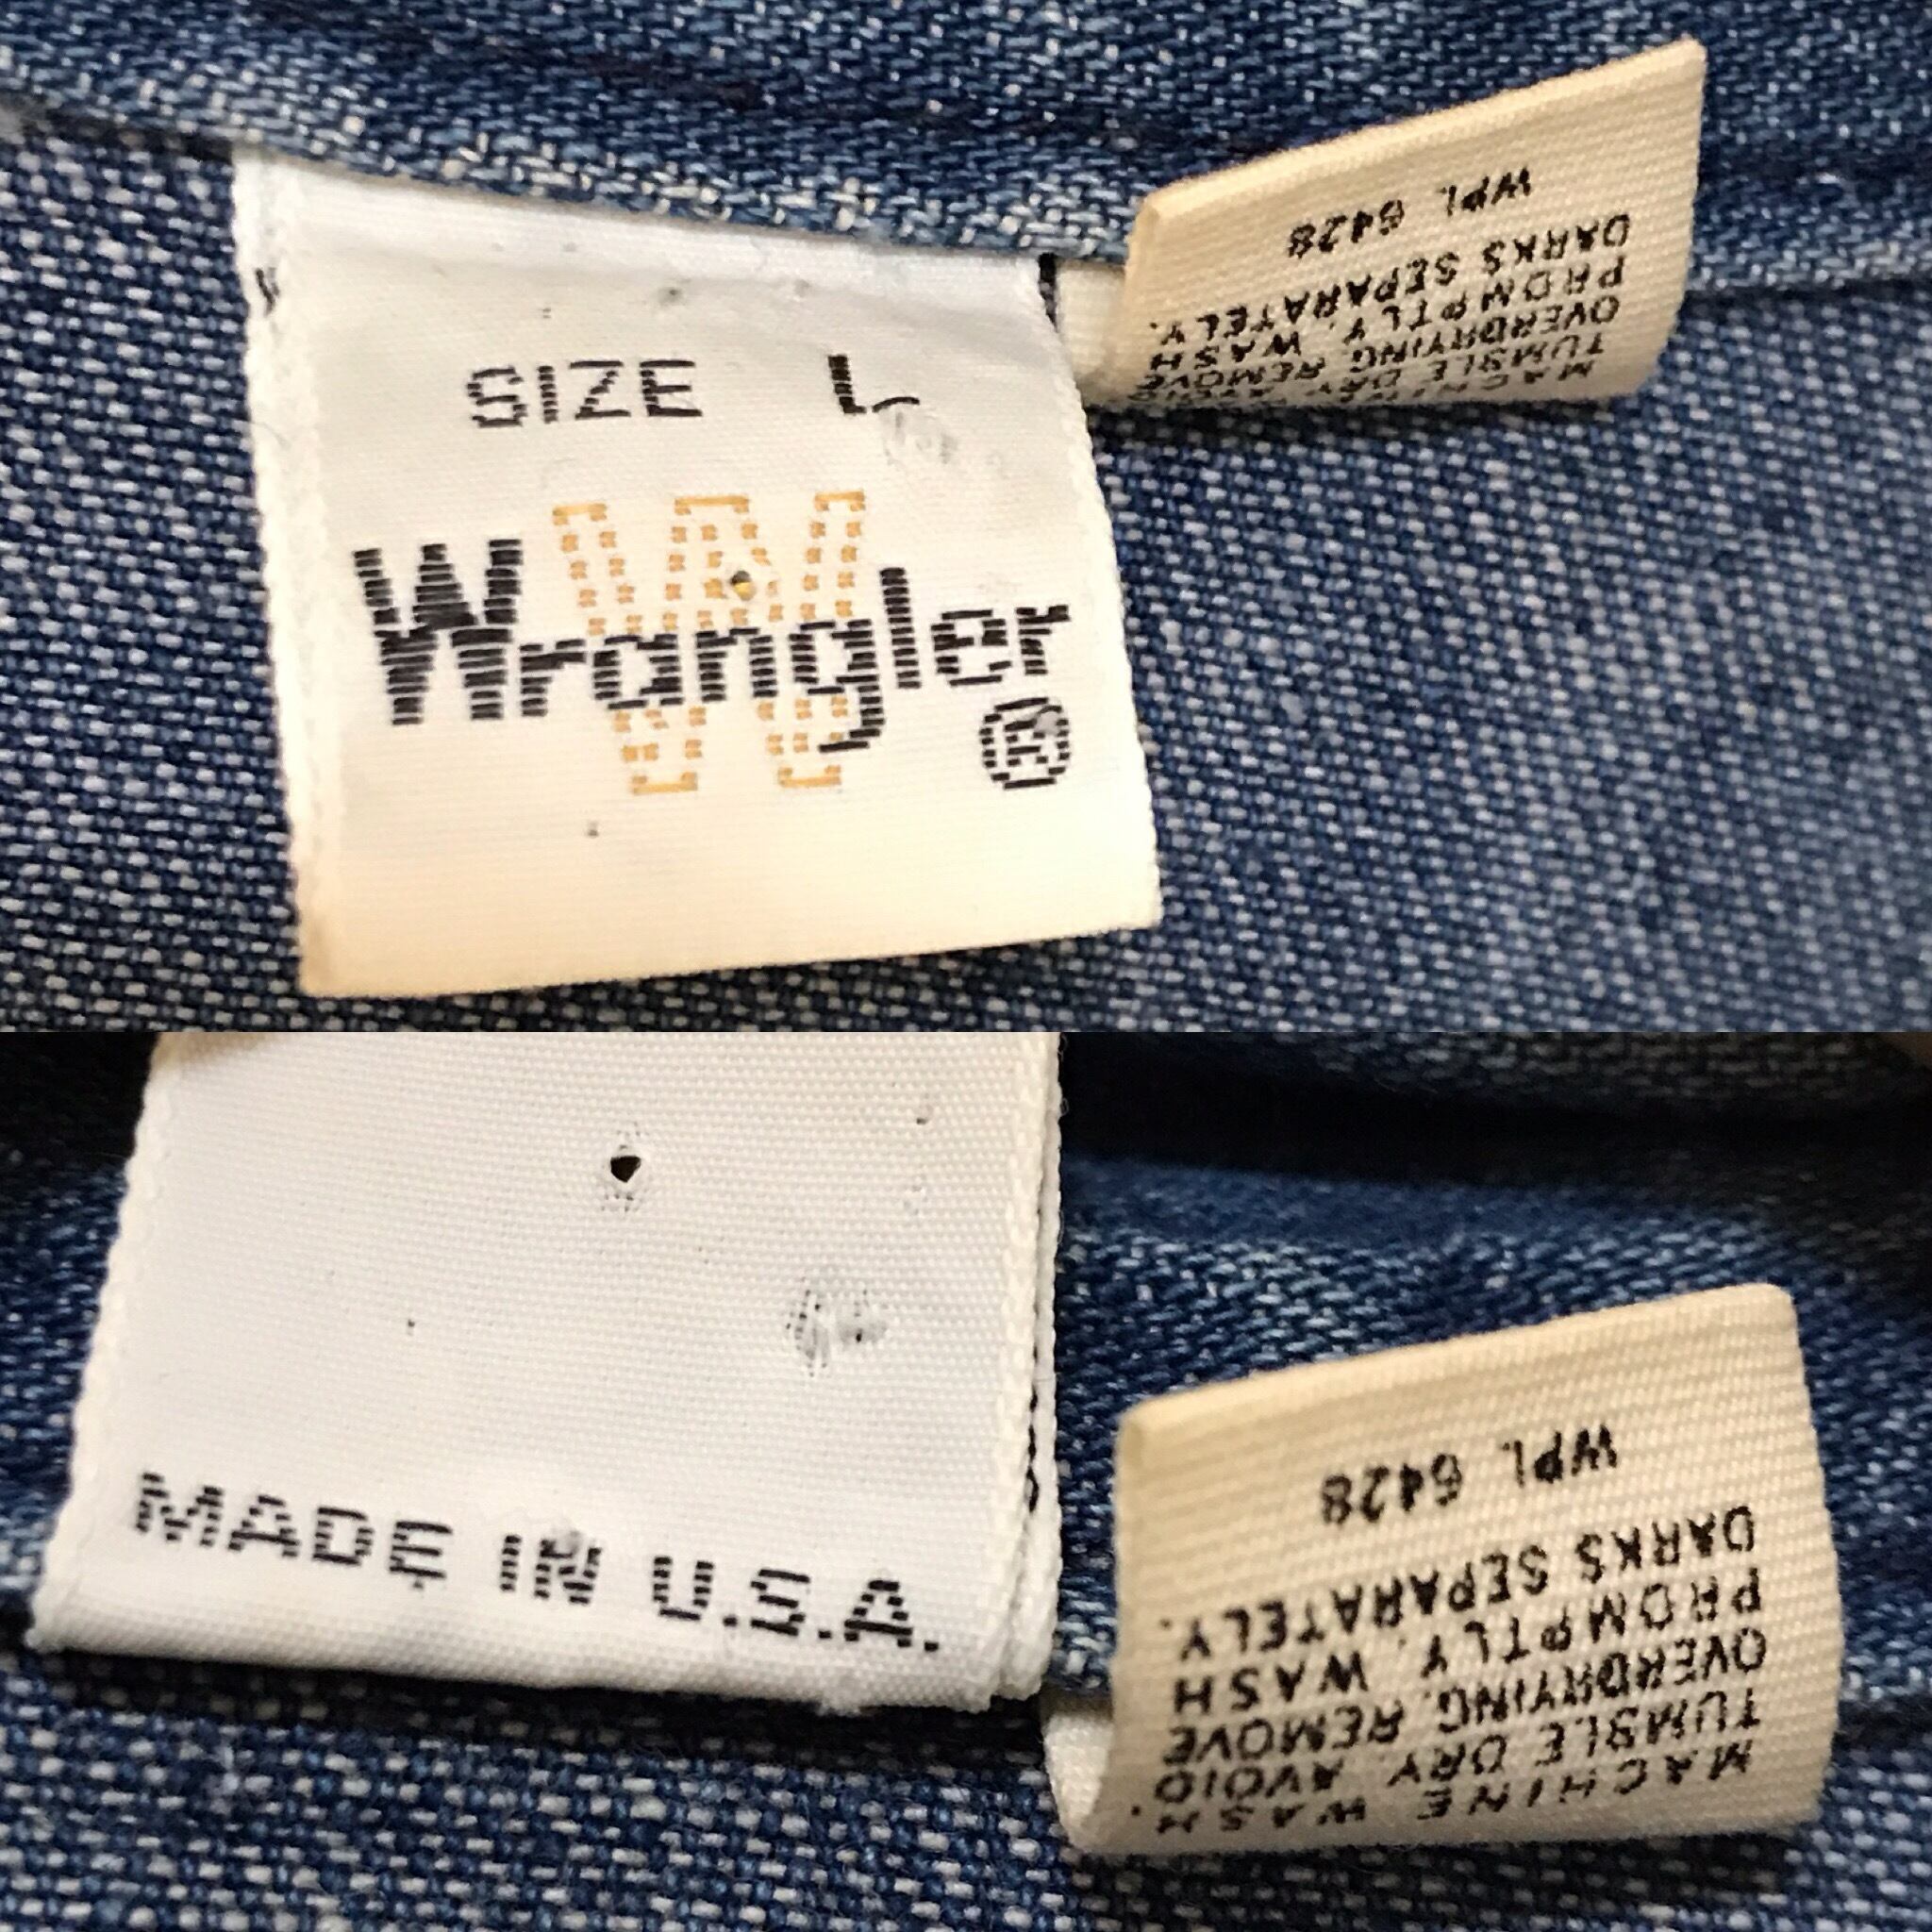 SIZE L
W
Wrangler
®
MACHINE WASH.
TUMBLE DRY. AVOID
OVERDRYING. REMOVE
PROMPTLY. WASH
DARKS SEPARATELY.
WPL 6428
MADE IN U.S.A.
MACHINE WASH.
TUMBLE DRY. AVOID
OVERDRYING. REMOVE
PROMPTLY. WASH
DARKS SEPARATELY.
WPL 6428